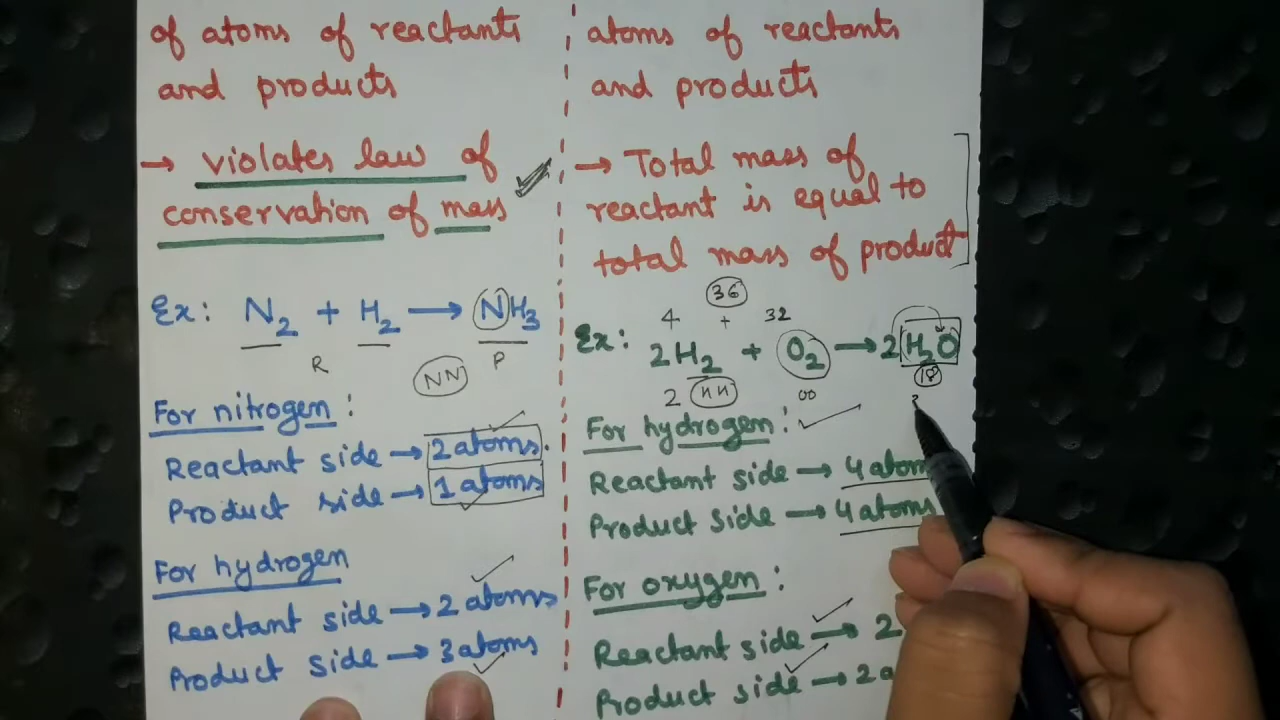 of atoms of reactants
and products
→ violates law of
conservation of mass
Ex: N₂ + H₂ → NH₃
R
P
NN
For nitrogen :
Reactant side → 2 atoms.
Product side → 1 atoms
For hydrogen
Reactant side → 2 atoms
Product side → 3 atoms
atoms of reactants
and products
→ Total mass of
reactant is equal to
total mass of product
36
4 + 32
Ex: 2H₂ + O₂ → 2H₂O
18
2 HH
OO
For hydrogen :
Reactant side → 4 atom
Product side → 4 atoms
For oxygen :
Reactant side → 2
Product side → 2 a